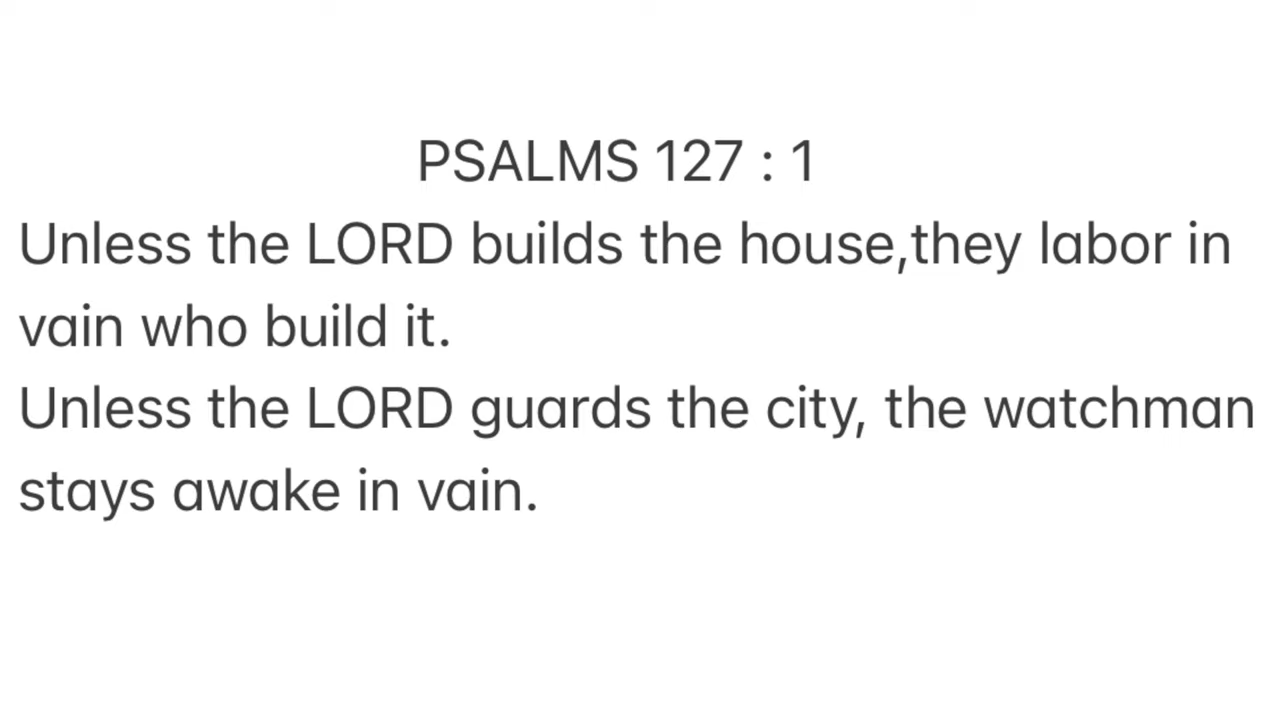 PSALMS 127 : 1
Unless the LORD builds the house,they labor in
vain who build it.
Unless the LORD guards the city, the watchman
stays awake in vain.